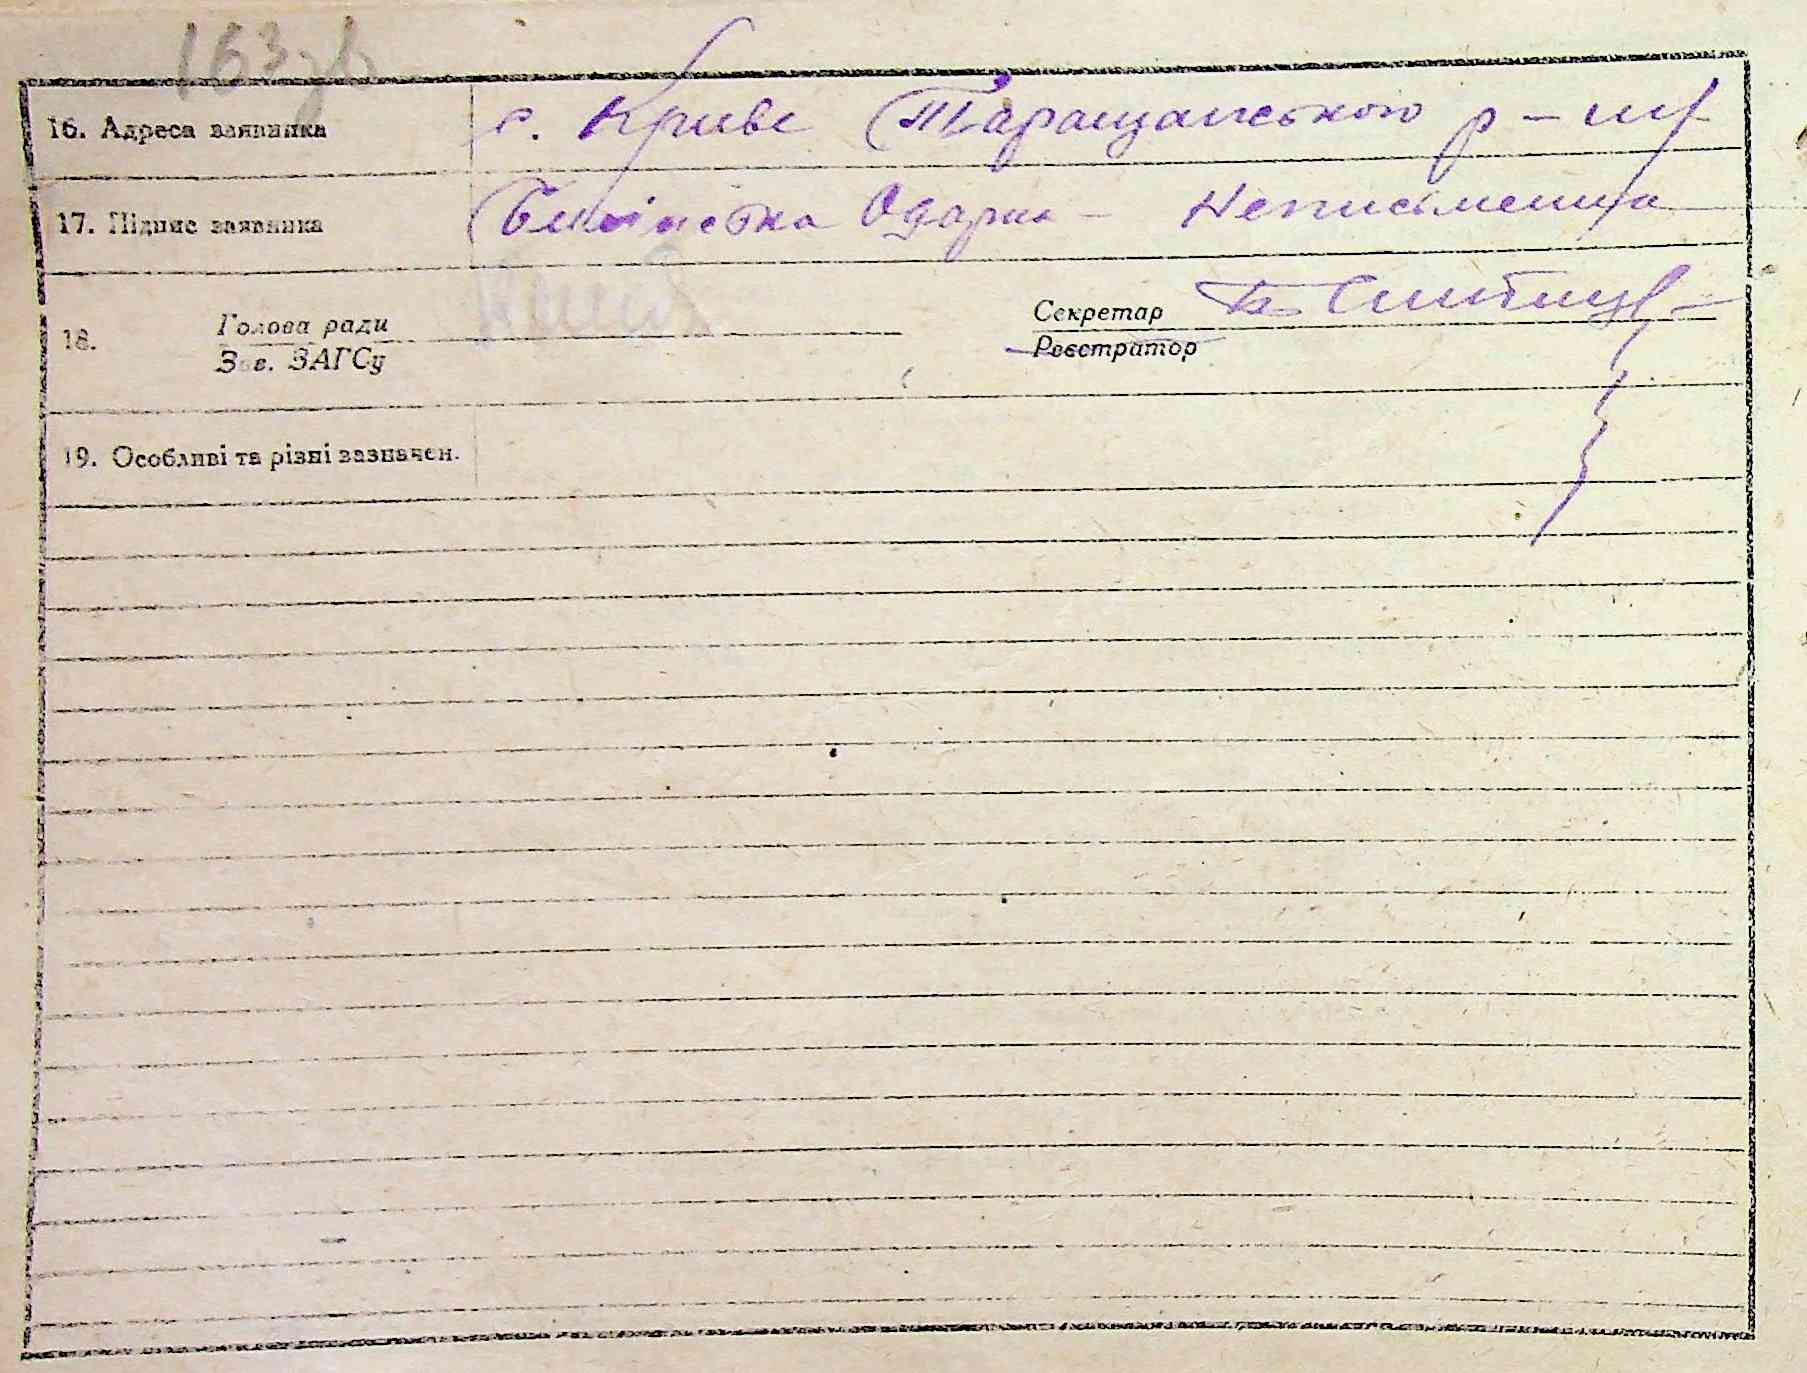 163зв
16. Адреса заявника с. Криве Таращанського р-ну
17. Підпис заявника Одарка - Неписьменна
18. Голова ради Секретар
Зав. ЗАГСу Реєстратор
19. Особливі та різні зазначен.